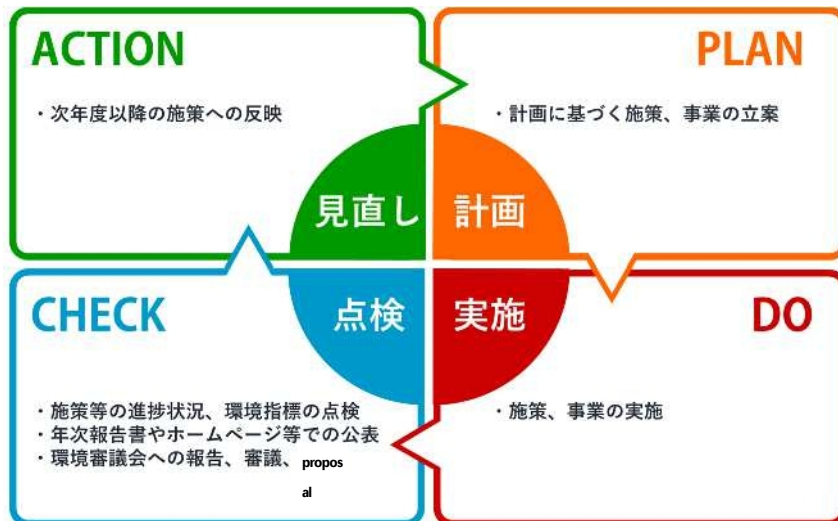 ACTION
・次年度以降の施策への反映
見直し
PLAN
・計画に基づく施策、事業の立案
計画
CHECK
点検
・施策等の進捗状況、環境指標の点検
・年次報告書やホームページ等での公表
・環境審議会への報告、審議、propos
al
DO
実施
・施策、事業の実施